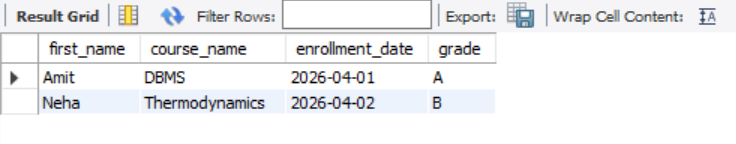 Result Grid Filter Rows: Export: Wrap Cell Content: IA
first_name course_name enrollment_date grade
Amit DBMS 2026-04-01 A
Neha Thermodynamics 2026-04-02 B